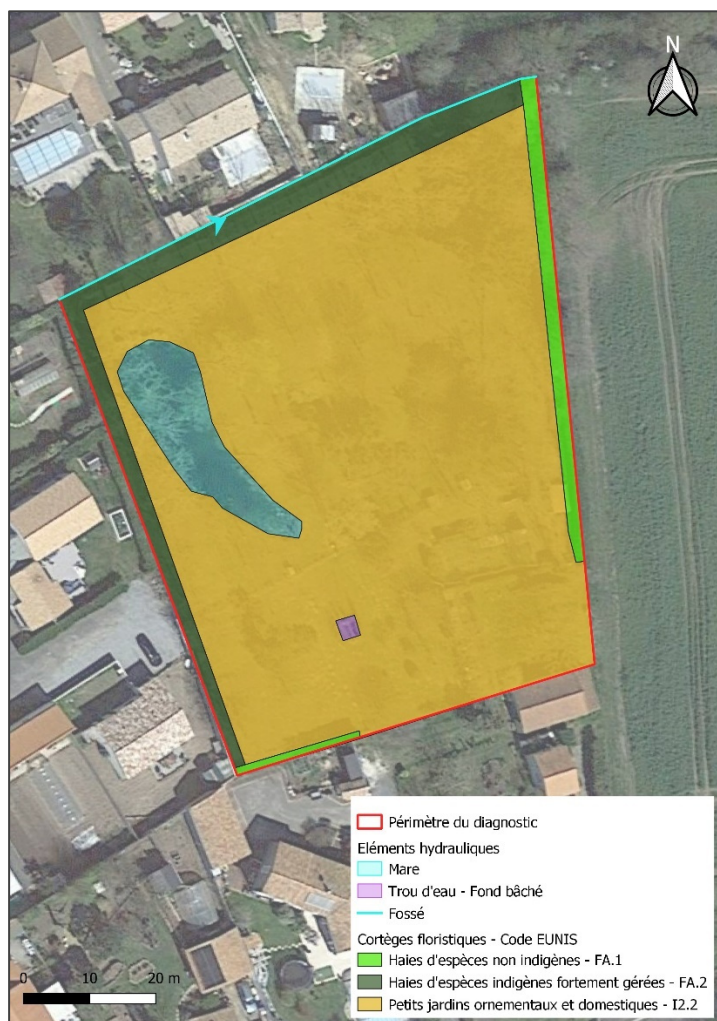 N
Périmètre du diagnostic
Eléments hydrauliques
Mare
Trou d'eau - Fond bâché
Fossé
Cortèges floristiques - Code EUNIS
Haies d'espèces non indigènes - FA.1
Haies d'espèces indigènes fortement gérées - FA.2
Petits jardins ornementaux et domestiques - I2.2
0 10 20 m